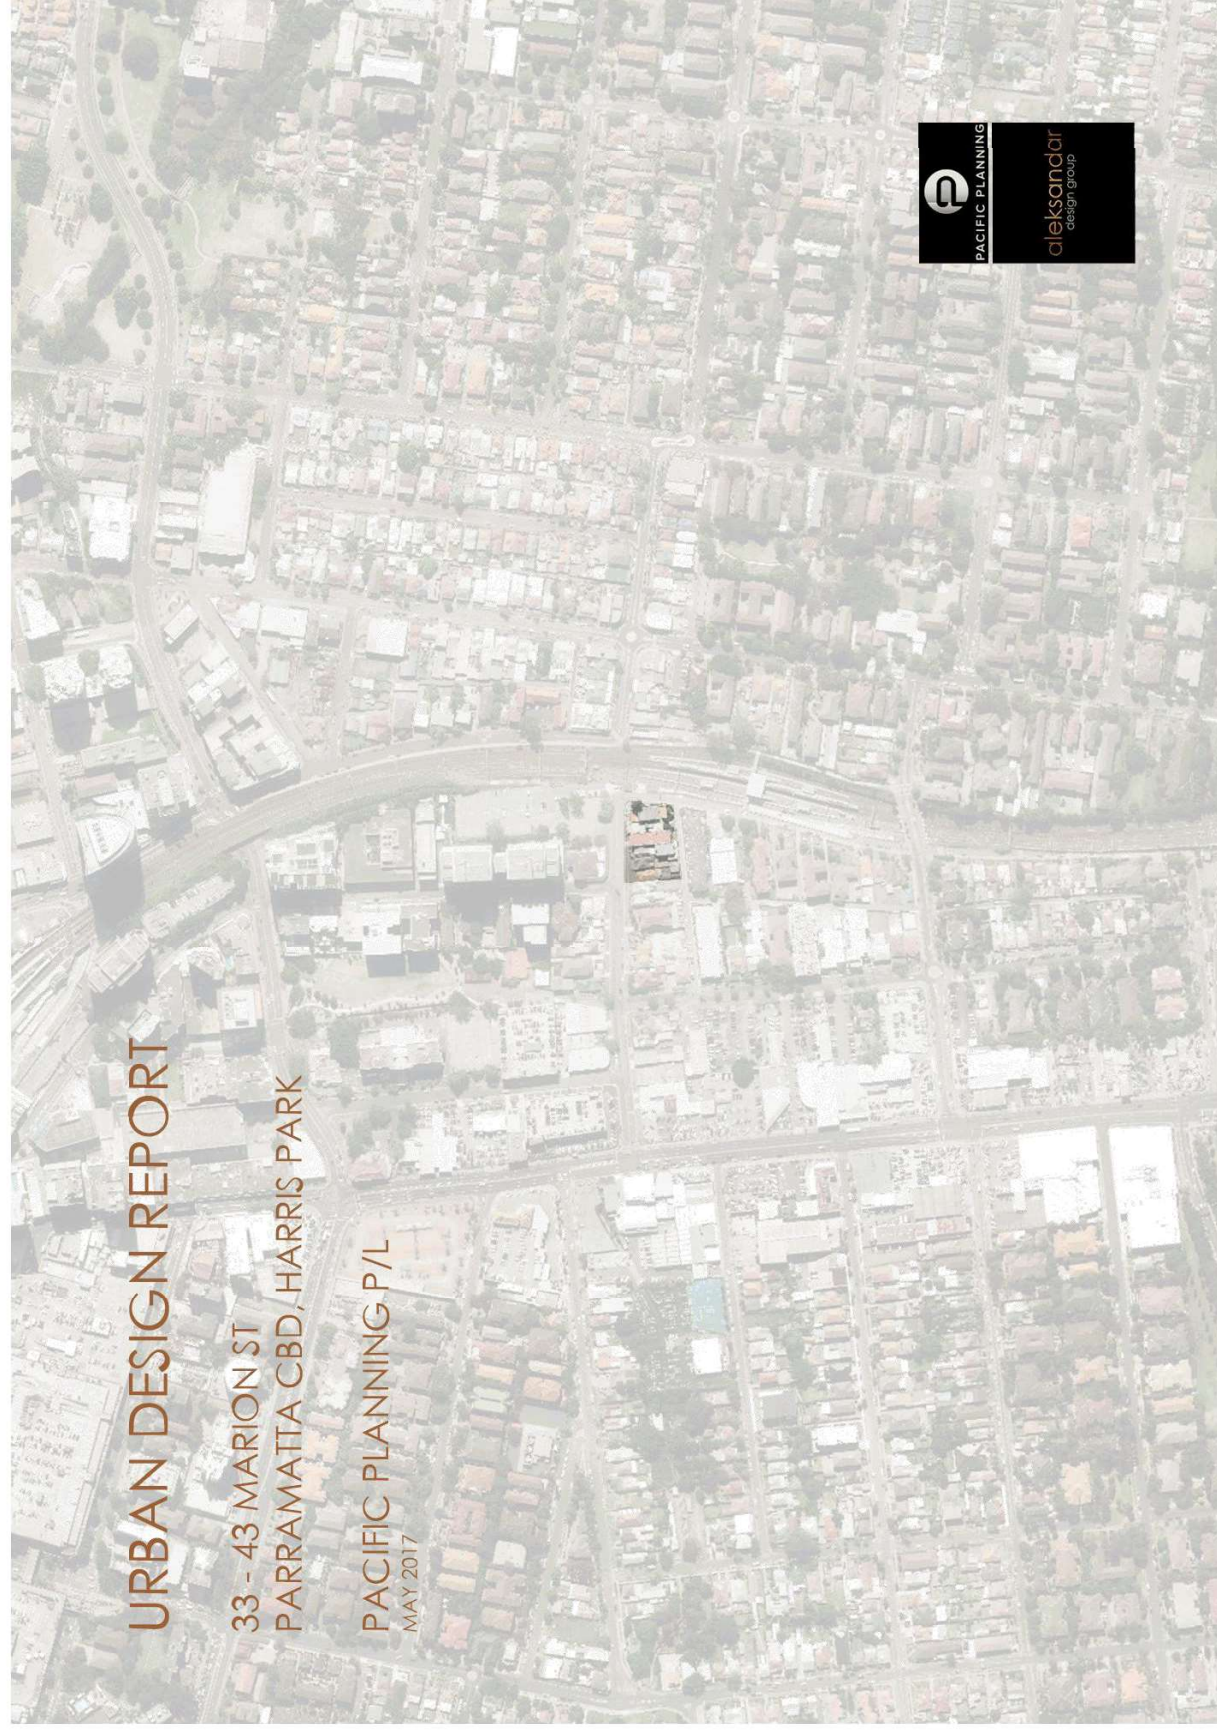 URBAN DESIGN REPORT
33 - 43 MARION ST
PARRAMATTA CBD, HARRIS PARK
PACIFIC PLANNING P/L
MAY 2017
PACIFIC PLANNING
aleksandar
design group